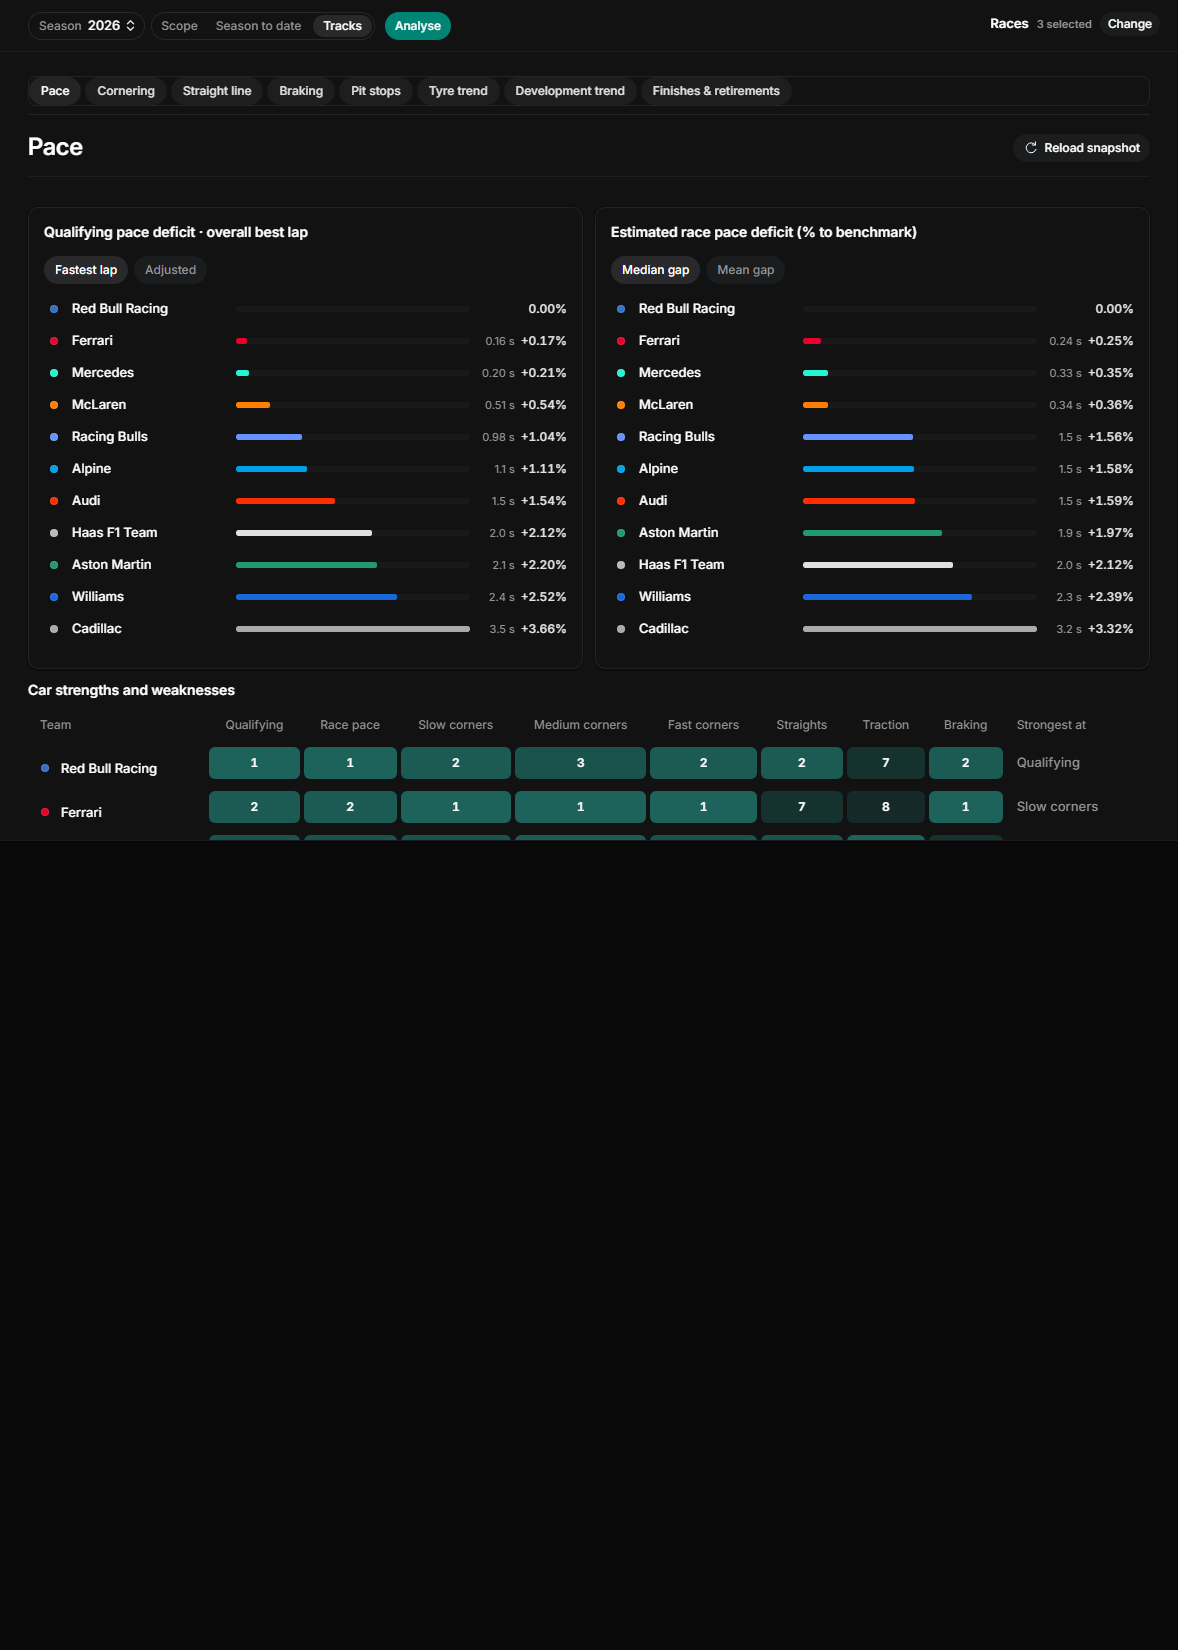 Season 2026 Scope Season to date Tracks Analyse Races 3 selected Change
Pace Cornering Straight line Braking Pit stops Tyre trend Development trend Finishes & retirements
Pace Reload snapshot
Qualifying pace deficit · overall best lap
Fastest lap Adjusted
Red Bull Racing 0.00%
Ferrari 0.16 s +0.17%
Mercedes 0.20 s +0.21%
McLaren 0.51 s +0.54%
Racing Bulls 0.98 s +1.04%
Alpine 1.1 s +1.11%
Audi 1.5 s +1.54%
Haas F1 Team 2.0 s +2.12%
Aston Martin 2.1 s +2.20%
Williams 2.4 s +2.52%
Cadillac 3.5 s +3.66%
Estimated race pace deficit (% to benchmark)
Median gap Mean gap
Red Bull Racing 0.00%
Ferrari 0.24 s +0.25%
Mercedes 0.33 s +0.35%
McLaren 0.34 s +0.36%
Racing Bulls 1.5 s +1.56%
Alpine 1.5 s +1.58%
Audi 1.5 s +1.59%
Aston Martin 1.9 s +1.97%
Haas F1 Team 2.0 s +2.12%
Williams 2.3 s +2.39%
Cadillac 3.2 s +3.32%
Car strengths and weaknesses
Team Qualifying Race pace Slow corners Medium corners Fast corners Straights Traction Braking Strongest at
Red Bull Racing 1 1 2 3 2 2 7 2 Qualifying
Ferrari 2 2 1 1 1 7 8 1 Slow corners